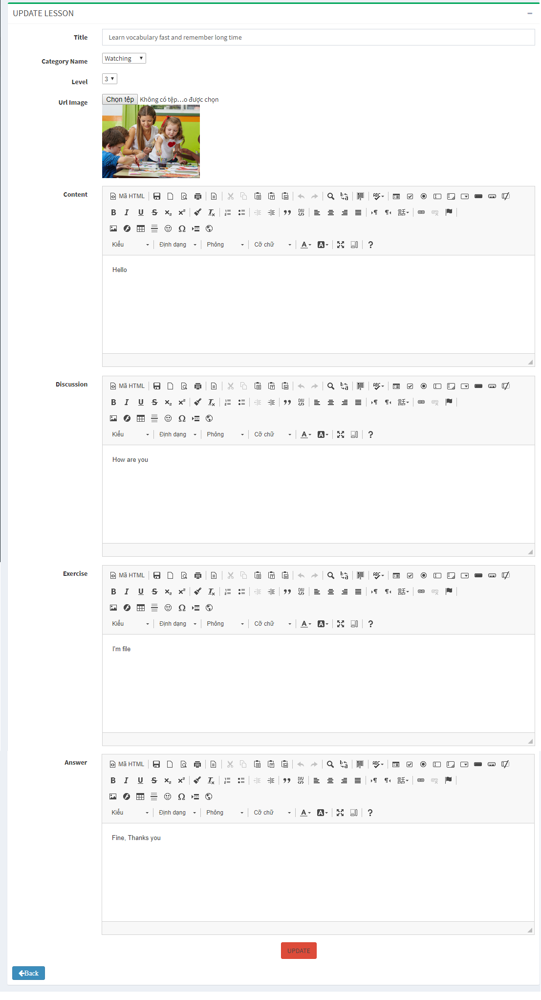 UPDATE LESSON
Title
Learn vocabulary fast and remember long time
Category Name
Watching
Level
3
Url Image
Chọn tệp Không có tệp...o được chọn
Content
Mã HTML
Kiểu Định dạng Phông Cỡ chữ
Hello
Discussion
Mã HTML
Kiểu Định dạng Phông Cỡ chữ
How are you
Exercise
Mã HTML
Kiểu Định dạng Phông Cỡ chữ
I'm file
Answer
Mã HTML
Kiểu Định dạng Phông Cỡ chữ
Fine, Thanks you
UPDATE
Back